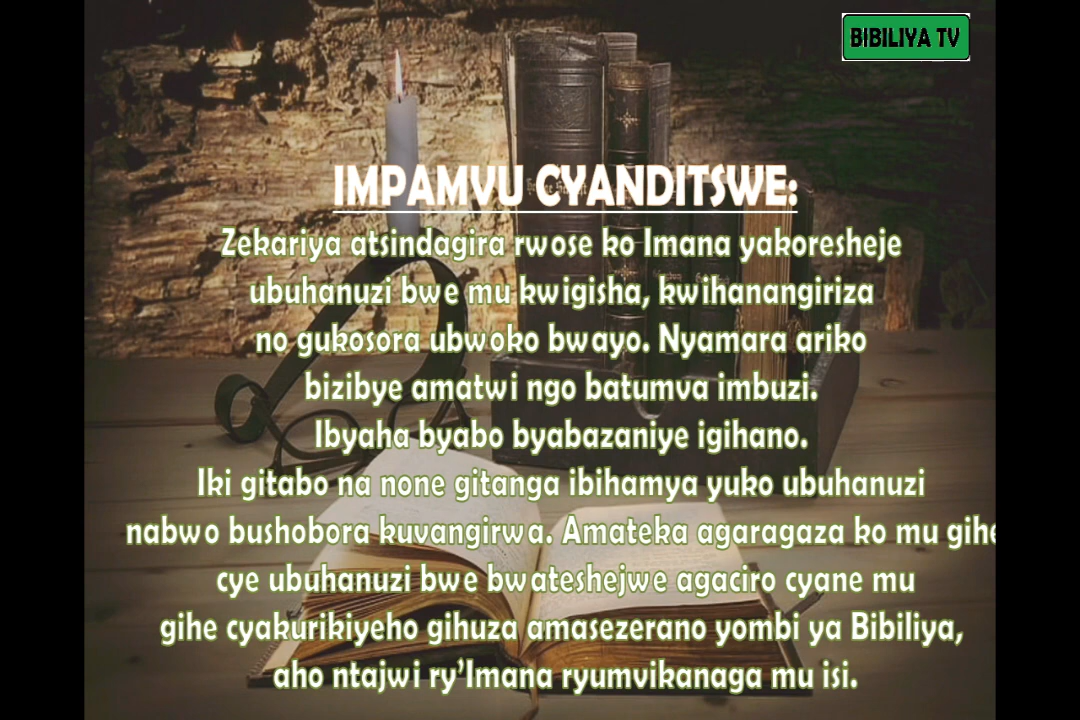 BIBILIYA TV
IMPAMVU CYANDITSWE:
Zekariya atsindagira rwose ko Imana yakoresheje
ubuhanuzi bwe mu kwigisha, kwihanangiriza
no gukosora ubwoko bwayo. Nyamara ariko
bizibye amatwi ngo batumva imbuzi.
Ibyaha byabo byabazaniye igihano.
Iki gitabo na none gitanga ibihamya yuko ubuhanuzi
nabwo bushobora kuvangirwa. Amateka agaragaza ko mu gihe
cye ubuhanuzi bwe bwateshejwe agaciro cyane mu
gihe cyakurikiyeho gihuza amasezerano yombi ya Bibiliya,
aho ntajwi ry’Imana ryumvikanaga mu isi.